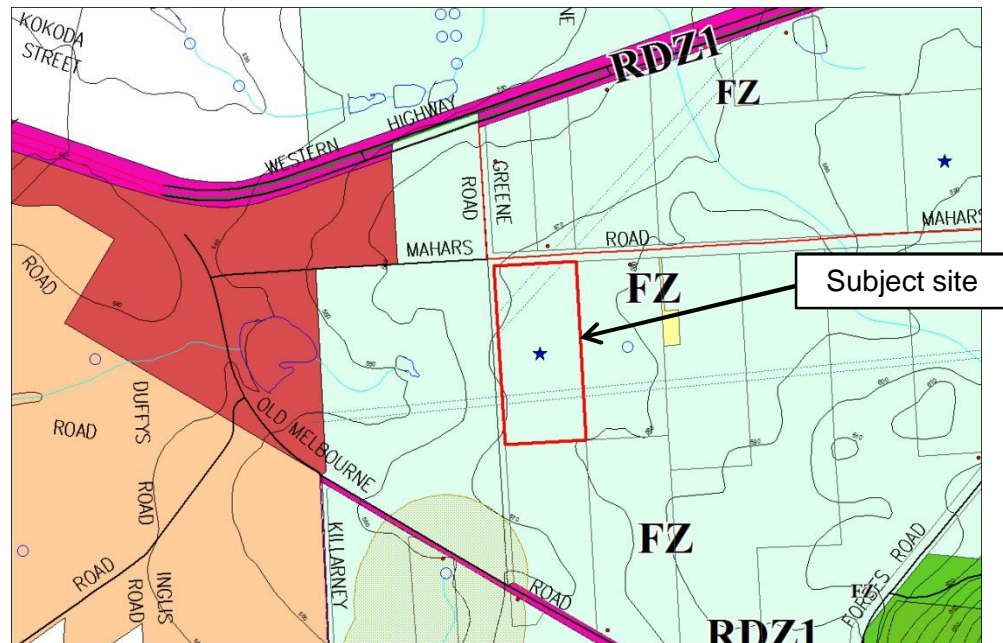 KOKODA
STREET
NE
RDZ1
FZ
HIGHWAY
WESTERN
GREENE
ROAD
MAHARS
ROAD
MAHARS
FZ
Subject site
ROAD
DUFFYS
ROAD
ROAD
OLD MELBOURNE
KILLARNEY
FZ
ROAD
INGLIS
ROAD
ROAD
FORBES ROAD
FZ
RDZ1